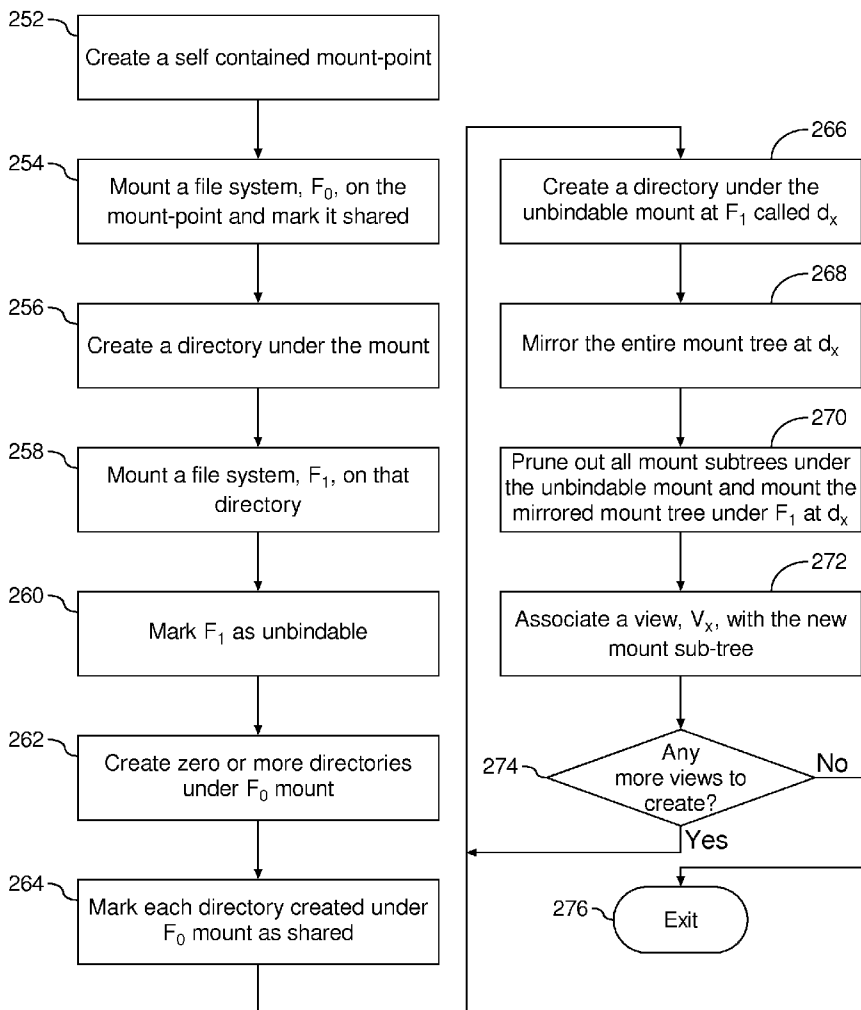 252
Create a self contained mount-point
254
Mount a file system, F₀, on the
mount-point and mark it shared
256
Create a directory under the mount
258
Mount a file system, F₁, on that
directory
260
Mark F₁ as unbindable
262
Create zero or more directories
under F₀ mount
264
Mark each directory created under
F₀ mount as shared
266
Create a directory under the
unbindable mount at F₁ called dₓ
268
Mirror the entire mount tree at dₓ
270
Prune out all mount subtrees under
the unbindable mount and mount the
mirrored mount tree under F₁ at dₓ
272
Associate a view, Vₓ, with the new
mount sub-tree
274
Any
more views to
create?
No
Yes
276
Exit